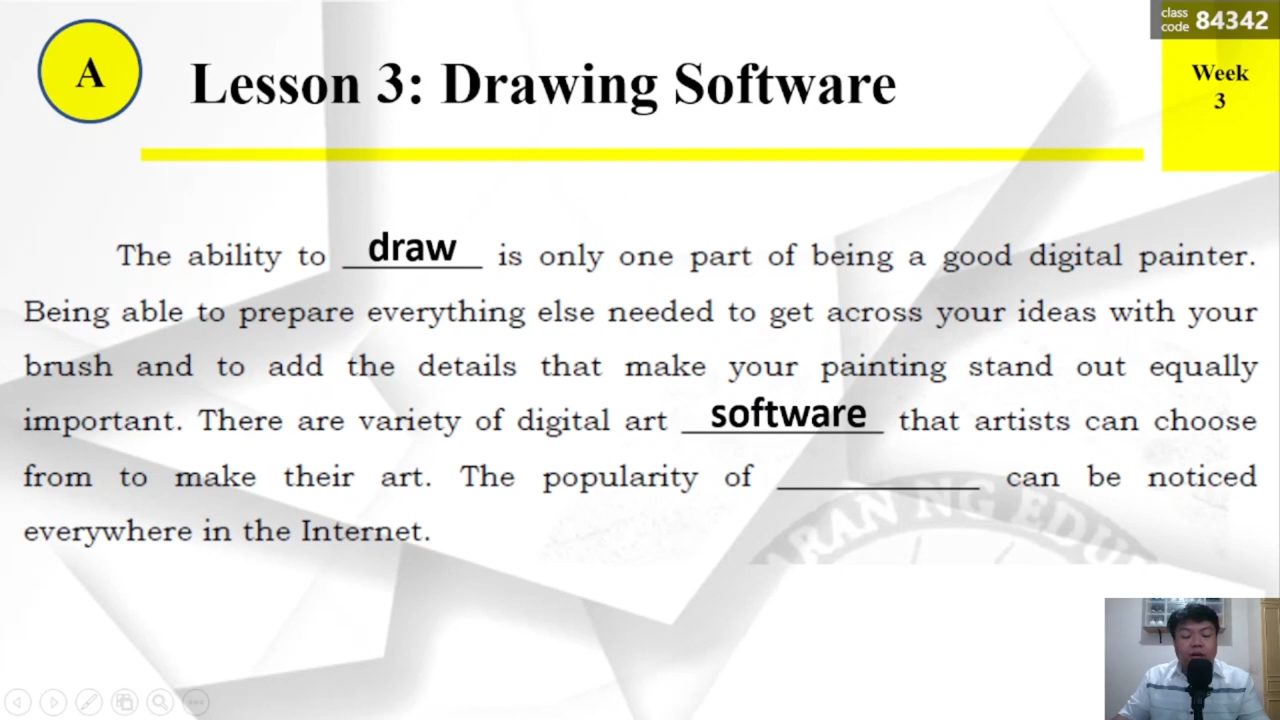 class
code 84342
A
Lesson 3: Drawing Software
Week
3
The ability to draw is only one part of being a good digital painter.
Being able to prepare everything else needed to get across your ideas with your
brush and to add the details that make your painting stand out equally
important. There are variety of digital art software that artists can choose
from to make their art. The popularity of ______________ can be noticed
everywhere in the Internet.
ARAN NG EDU